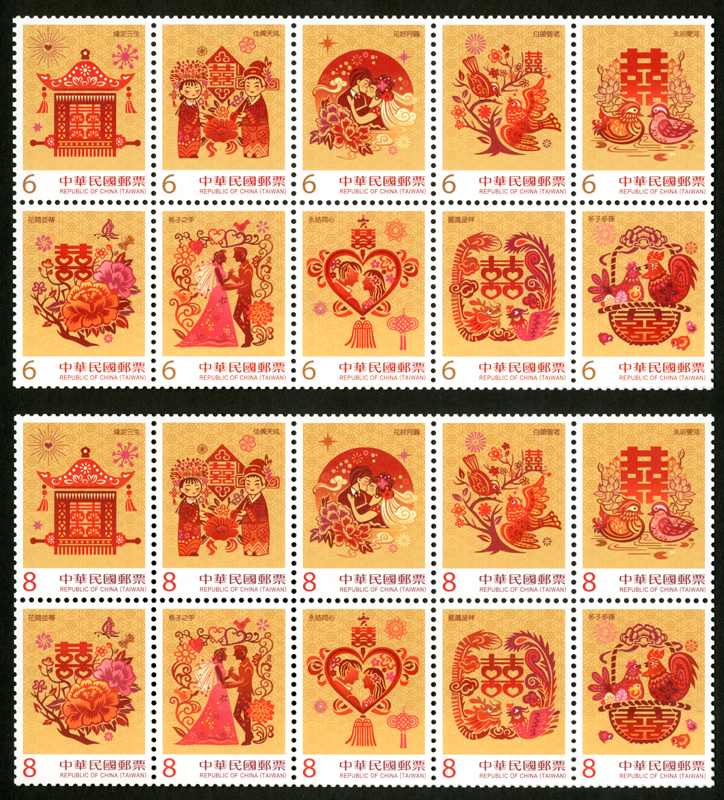 緣定三生
佳偶天成
花好月圓
白頭偕老
永浴愛河
囍
囍
囍
6 中華民國郵票
REPUBLIC OF CHINA (TAIWAN)
6 中華民國郵票
REPUBLIC OF CHINA (TAIWAN)
6 中華民國郵票
REPUBLIC OF CHINA (TAIWAN)
6 中華民國郵票
REPUBLIC OF CHINA (TAIWAN)
6 中華民國郵票
REPUBLIC OF CHINA (TAIWAN)
花開並蒂
執子之手
永結同心
龍鳳呈祥
多子多孫
囍
囍
囍
囍
6 中華民國郵票
REPUBLIC OF CHINA (TAIWAN)
6 中華民國郵票
REPUBLIC OF CHINA (TAIWAN)
6 中華民國郵票
REPUBLIC OF CHINA (TAIWAN)
6 中華民國郵票
REPUBLIC OF CHINA (TAIWAN)
6 中華民國郵票
REPUBLIC OF CHINA (TAIWAN)
緣定三生
佳偶天成
花好月圓
白頭偕老
永浴愛河
囍
囍
囍
8 中華民國郵票
REPUBLIC OF CHINA (TAIWAN)
8 中華民國郵票
REPUBLIC OF CHINA (TAIWAN)
8 中華民國郵票
REPUBLIC OF CHINA (TAIWAN)
8 中華民國郵票
REPUBLIC OF CHINA (TAIWAN)
8 中華民國郵票
REPUBLIC OF CHINA (TAIWAN)
花開並蒂
執子之手
永結同心
龍鳳呈祥
多子多孫
囍
囍
囍
囍
8 中華民國郵票
REPUBLIC OF CHINA (TAIWAN)
8 中華民國郵票
REPUBLIC OF CHINA (TAIWAN)
8 中華民國郵票
REPUBLIC OF CHINA (TAIWAN)
8 中華民國郵票
REPUBLIC OF CHINA (TAIWAN)
8 中華民國郵票
REPUBLIC OF CHINA (TAIWAN)